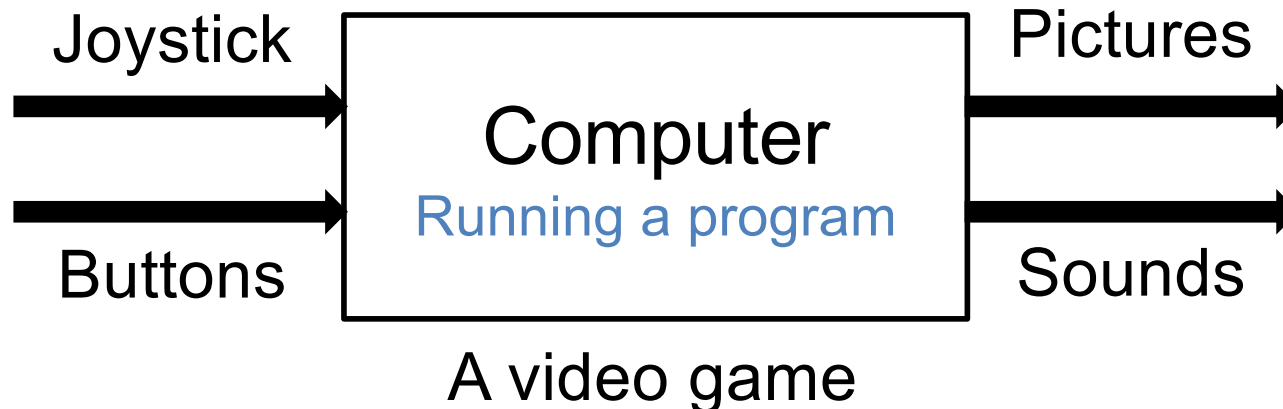 Joystick
Buttons
Computer
Running a program
Pictures
Sounds
A video game